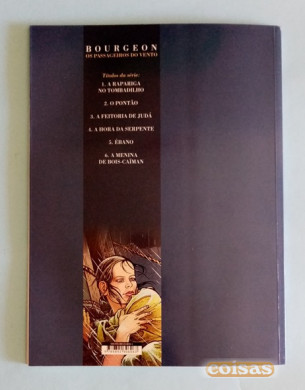 BOURGEON
OS PASSAGEIROS DO VENTO
Títulos da série:
1. A RAPARIGA
NO TOMBADILHO
2. O PONTÃO
3. A FEITORIA DE JUDÁ
4. A HORA DA SERPENTE
5. ÉBANO
6. A MENINA
DE BOIS-CAÏMAN
coisas